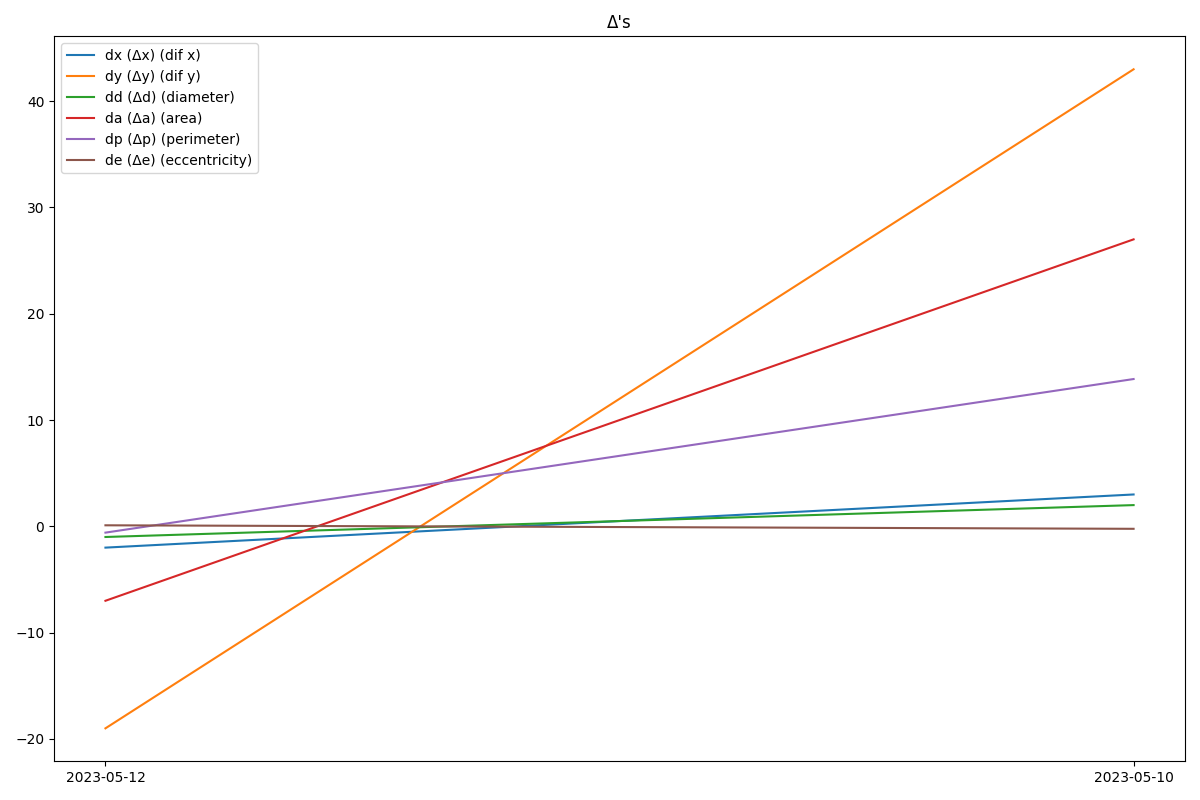 Δ's
dx (Δx) (dif x)
dy (Δy) (dif y)
dd (Δd) (diameter)
da (Δa) (area)
dp (Δp) (perimeter)
de (Δe) (eccentricity)
40
30
20
10
0
−10
−20
2023-05-12
2023-05-10